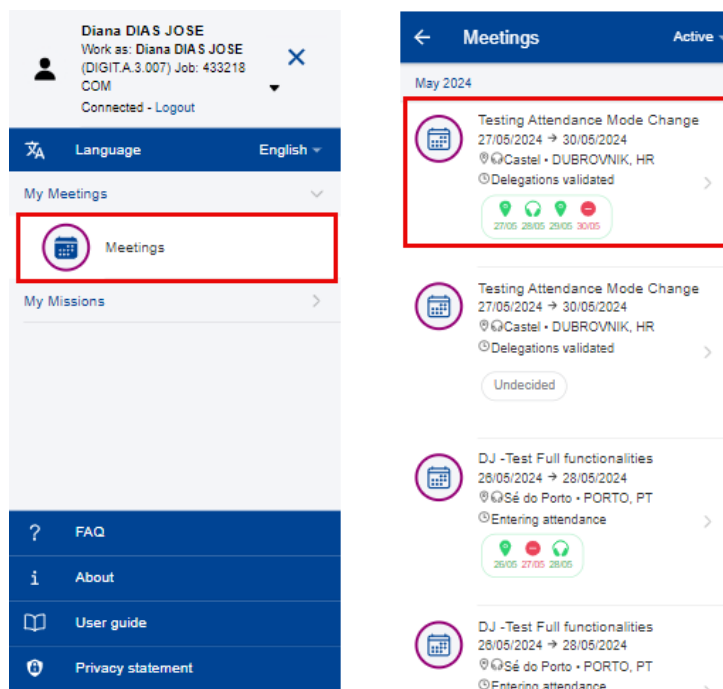 Diana DIAS JOSE
Work as: Diana DIAS JOSE
(DIGIT.A.3.007) Job: 433218
COM
Connected - Logout
Language English
My Meetings
Meetings
My Missions
? FAQ
i About
User guide
Privacy statement
Meetings Active
May 2024
Testing Attendance Mode Change
27/05/2024 → 30/05/2024
Castel • DUBROVNIK, HR
Delegations validated
27/05 28/05 29/05 30/05
Testing Attendance Mode Change
27/05/2024 → 30/05/2024
Castel • DUBROVNIK, HR
Delegations validated
Undecided
DJ -Test Full functionalities
26/05/2024 → 28/05/2024
Sé do Porto • PORTO, PT
Entering attendance
26/05 27/05 28/05
DJ -Test Full functionalities
26/05/2024 → 28/05/2024
Sé do Porto • PORTO, PT
Entering attendance